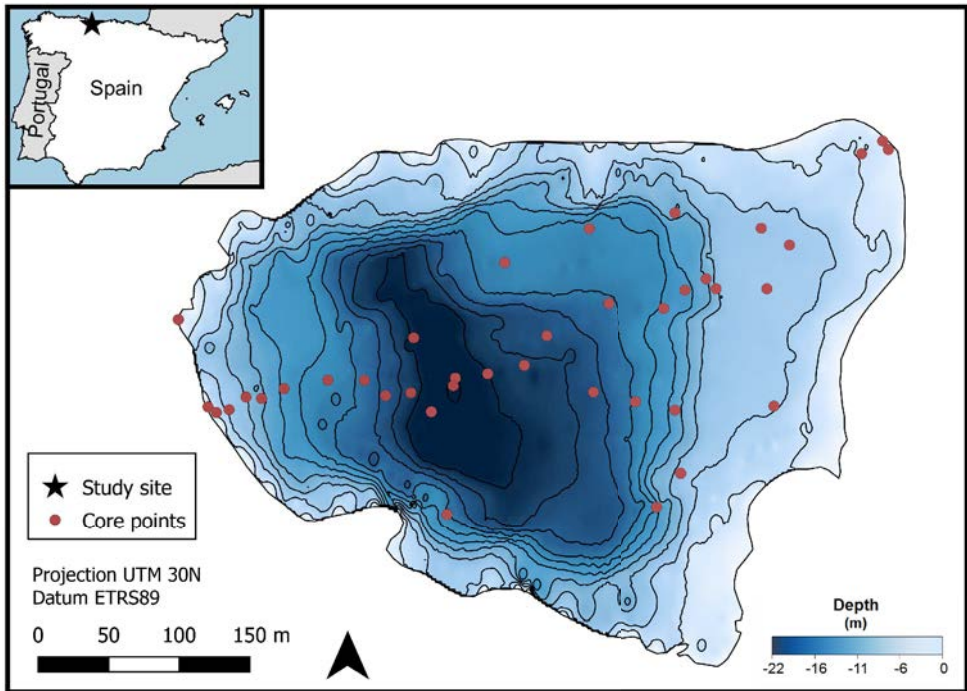 Portugal
Spain
Study site
Core points
Projection UTM 30N
Datum ETRS89
0 50 100 150 m
Depth
(m)
-22 -16 -11 -6 0